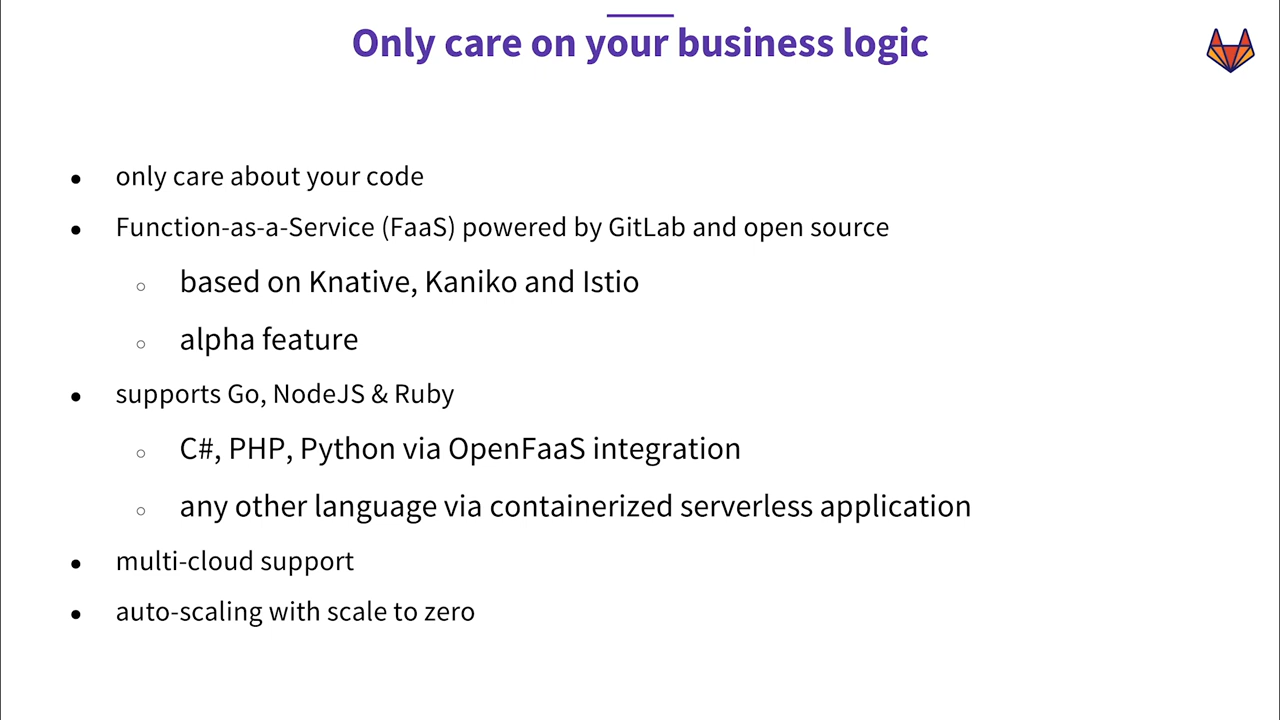 Only care on your business logic
● only care about your code
● Function-as-a-Service (FaaS) powered by GitLab and open source
○ based on Knative, Kaniko and Istio
○ alpha feature
● supports Go, NodeJS & Ruby
○ C#, PHP, Python via OpenFaaS integration
○ any other language via containerized serverless application
● multi-cloud support
● auto-scaling with scale to zero